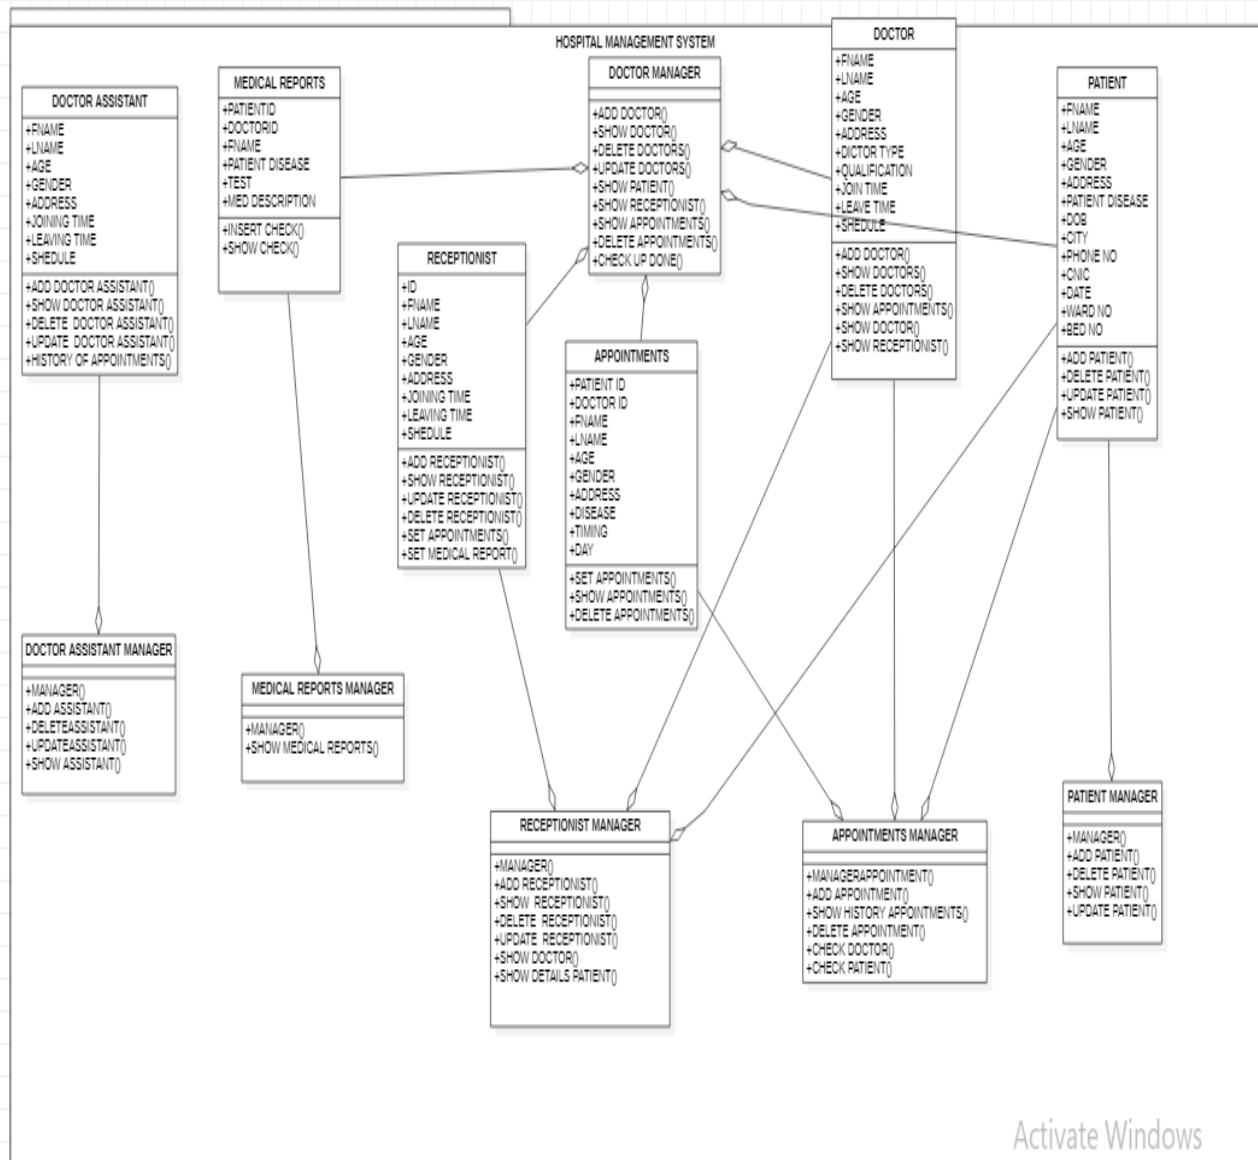 HOSPITAL MANAGEMENT SYSTEM
DOCTOR ASSISTANT
+FNAME
+LNAME
+AGE
+GENDER
+ADDRESS
+JOINING TIME
+LEAVING TIME
+SHEDULE
+ADD DOCTOR ASSISTANT()
+SHOW DOCTOR ASSISTANT()
+DELETE DOCTOR ASSISTANT()
+UPDATE DOCTOR ASSISTANT()
+HISTORY OF APPOINTMENTS()
MEDICAL REPORTS
+PATIENTID
+DOCTORID
+FNAME
+PATIENT DISEASE
+TEST
+MED DESCRIPTION
+INSERT CHECK()
+SHOW CHECK()
RECEPTIONIST
+ID
+FNAME
+LNAME
+AGE
+GENDER
+ADDRESS
+JOINING TIME
+LEAVING TIME
+SHEDULE
+ADD RECEPTIONIST()
+SHOW RECEPTIONIST()
+UPDATE RECEPTIONIST()
+DELETE RECEPTIONIST()
+SET APPOINTMENTS()
+SET MEDICAL REPORT()
DOCTOR MANAGER
+ADD DOCTOR()
+SHOW DOCTOR()
+DELETE DOCTORS()
+UPDATE DOCTORS()
+SHOW PATIENT()
+SHOW RECEPTIONIST()
+SHOW APPOINTMENTS()
+DELETE APPOINTMENTS()
+CHECK UP DONE()
APPOINTMENTS
+PATIENT ID
+DOCTOR ID
+FNAME
+LNAME
+AGE
+GENDER
+ADDRESS
+DISEASE
+TIMING
+DAY
+SET APPOINTMENTS()
+SHOW APPOINTMENTS()
+DELETE APPOINTMENTS()
DOCTOR
+FNAME
+LNAME
+AGE
+GENDER
+ADDRESS
+DICTOR TYPE
+QUALIFICATION
+JOIN TIME
+LEAVE TIME
+SHEDULE
+ADD DOCTOR()
+SHOW DOCTORS()
+DELETE DOCTORS()
+SHOW APPOINTMENTS()
+SHOW DOCTOR()
+SHOW RECEPTIONIST()
PATIENT
+FNAME
+LNAME
+AGE
+GENDER
+ADDRESS
+PATIENT DISEASE
+DOB
+CITY
+PHONE NO
+CNIC
+DATE
+WARD NO
+BED NO
+ADD PATIENT()
+DELETE PATIENT()
+UPDATE PATIENT()
+SHOW PATIENT()
DOCTOR ASSISTANT MANAGER
+MANAGER()
+ADD ASSISTANT()
+DELETEASSISTANT()
+UPDATEASSISTANT()
+SHOW ASSISTANT()
MEDICAL REPORTS MANAGER
+MANAGER()
+SHOW MEDICAL REPORTS()
RECEPTIONIST MANAGER
+MANAGER()
+ADD RECEPTIONIST()
+SHOW RECEPTIONIST()
+DELETE RECEPTIONIST()
+UPDATE RECEPTIONIST()
+SHOW DOCTOR()
+SHOW DETAILS PATIENT()
APPOINTMENTS MANAGER
+MANAGERAPPOINTMENT()
+ADD APPOINTMENT()
+SHOW HISTORY APPOINTMENTS()
+DELETE APPOINTMENT()
+CHECK DOCTOR()
+CHECK PATIENT()
PATIENT MANAGER
+MANAGER()
+ADD PATIENT()
+DELETE PATIENT()
+SHOW PATIENT()
+UPDATE PATIENT()
Activate Windows